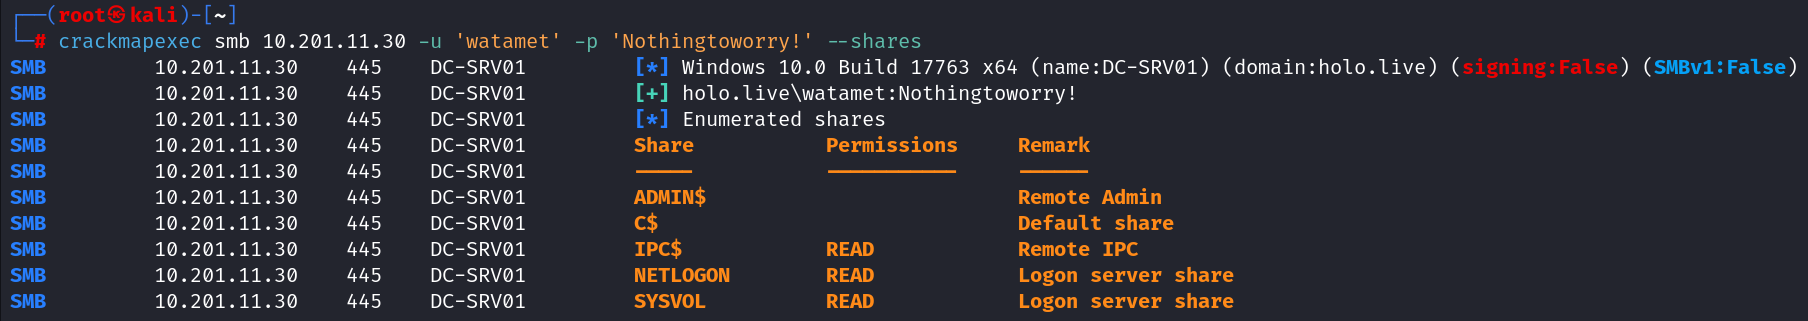 ┌──(root㉿kali)-[~]
└─# crackmapexec smb 10.201.11.30 -u 'watamet' -p 'Nothingtoworry!' --shares
SMB         10.201.11.30    445    DC-SRV01         [*] Windows 10.0 Build 17763 x64 (name:DC-SRV01) (domain:holo.live) (signing:False) (SMBv1:False)
SMB         10.201.11.30    445    DC-SRV01         [+] holo.live\watamet:Nothingtoworry!
SMB         10.201.11.30    445    DC-SRV01         [*] Enumerated shares
SMB         10.201.11.30    445    DC-SRV01         Share           Permissions     Remark
SMB         10.201.11.30    445    DC-SRV01         -----           -----------     ------
SMB         10.201.11.30    445    DC-SRV01         ADMIN$                          Remote Admin
SMB         10.201.11.30    445    DC-SRV01         C$                              Default share
SMB         10.201.11.30    445    DC-SRV01         IPC$            READ            Remote IPC
SMB         10.201.11.30    445    DC-SRV01         NETLOGON        READ            Logon server share
SMB         10.201.11.30    445    DC-SRV01         SYSVOL          READ            Logon server share